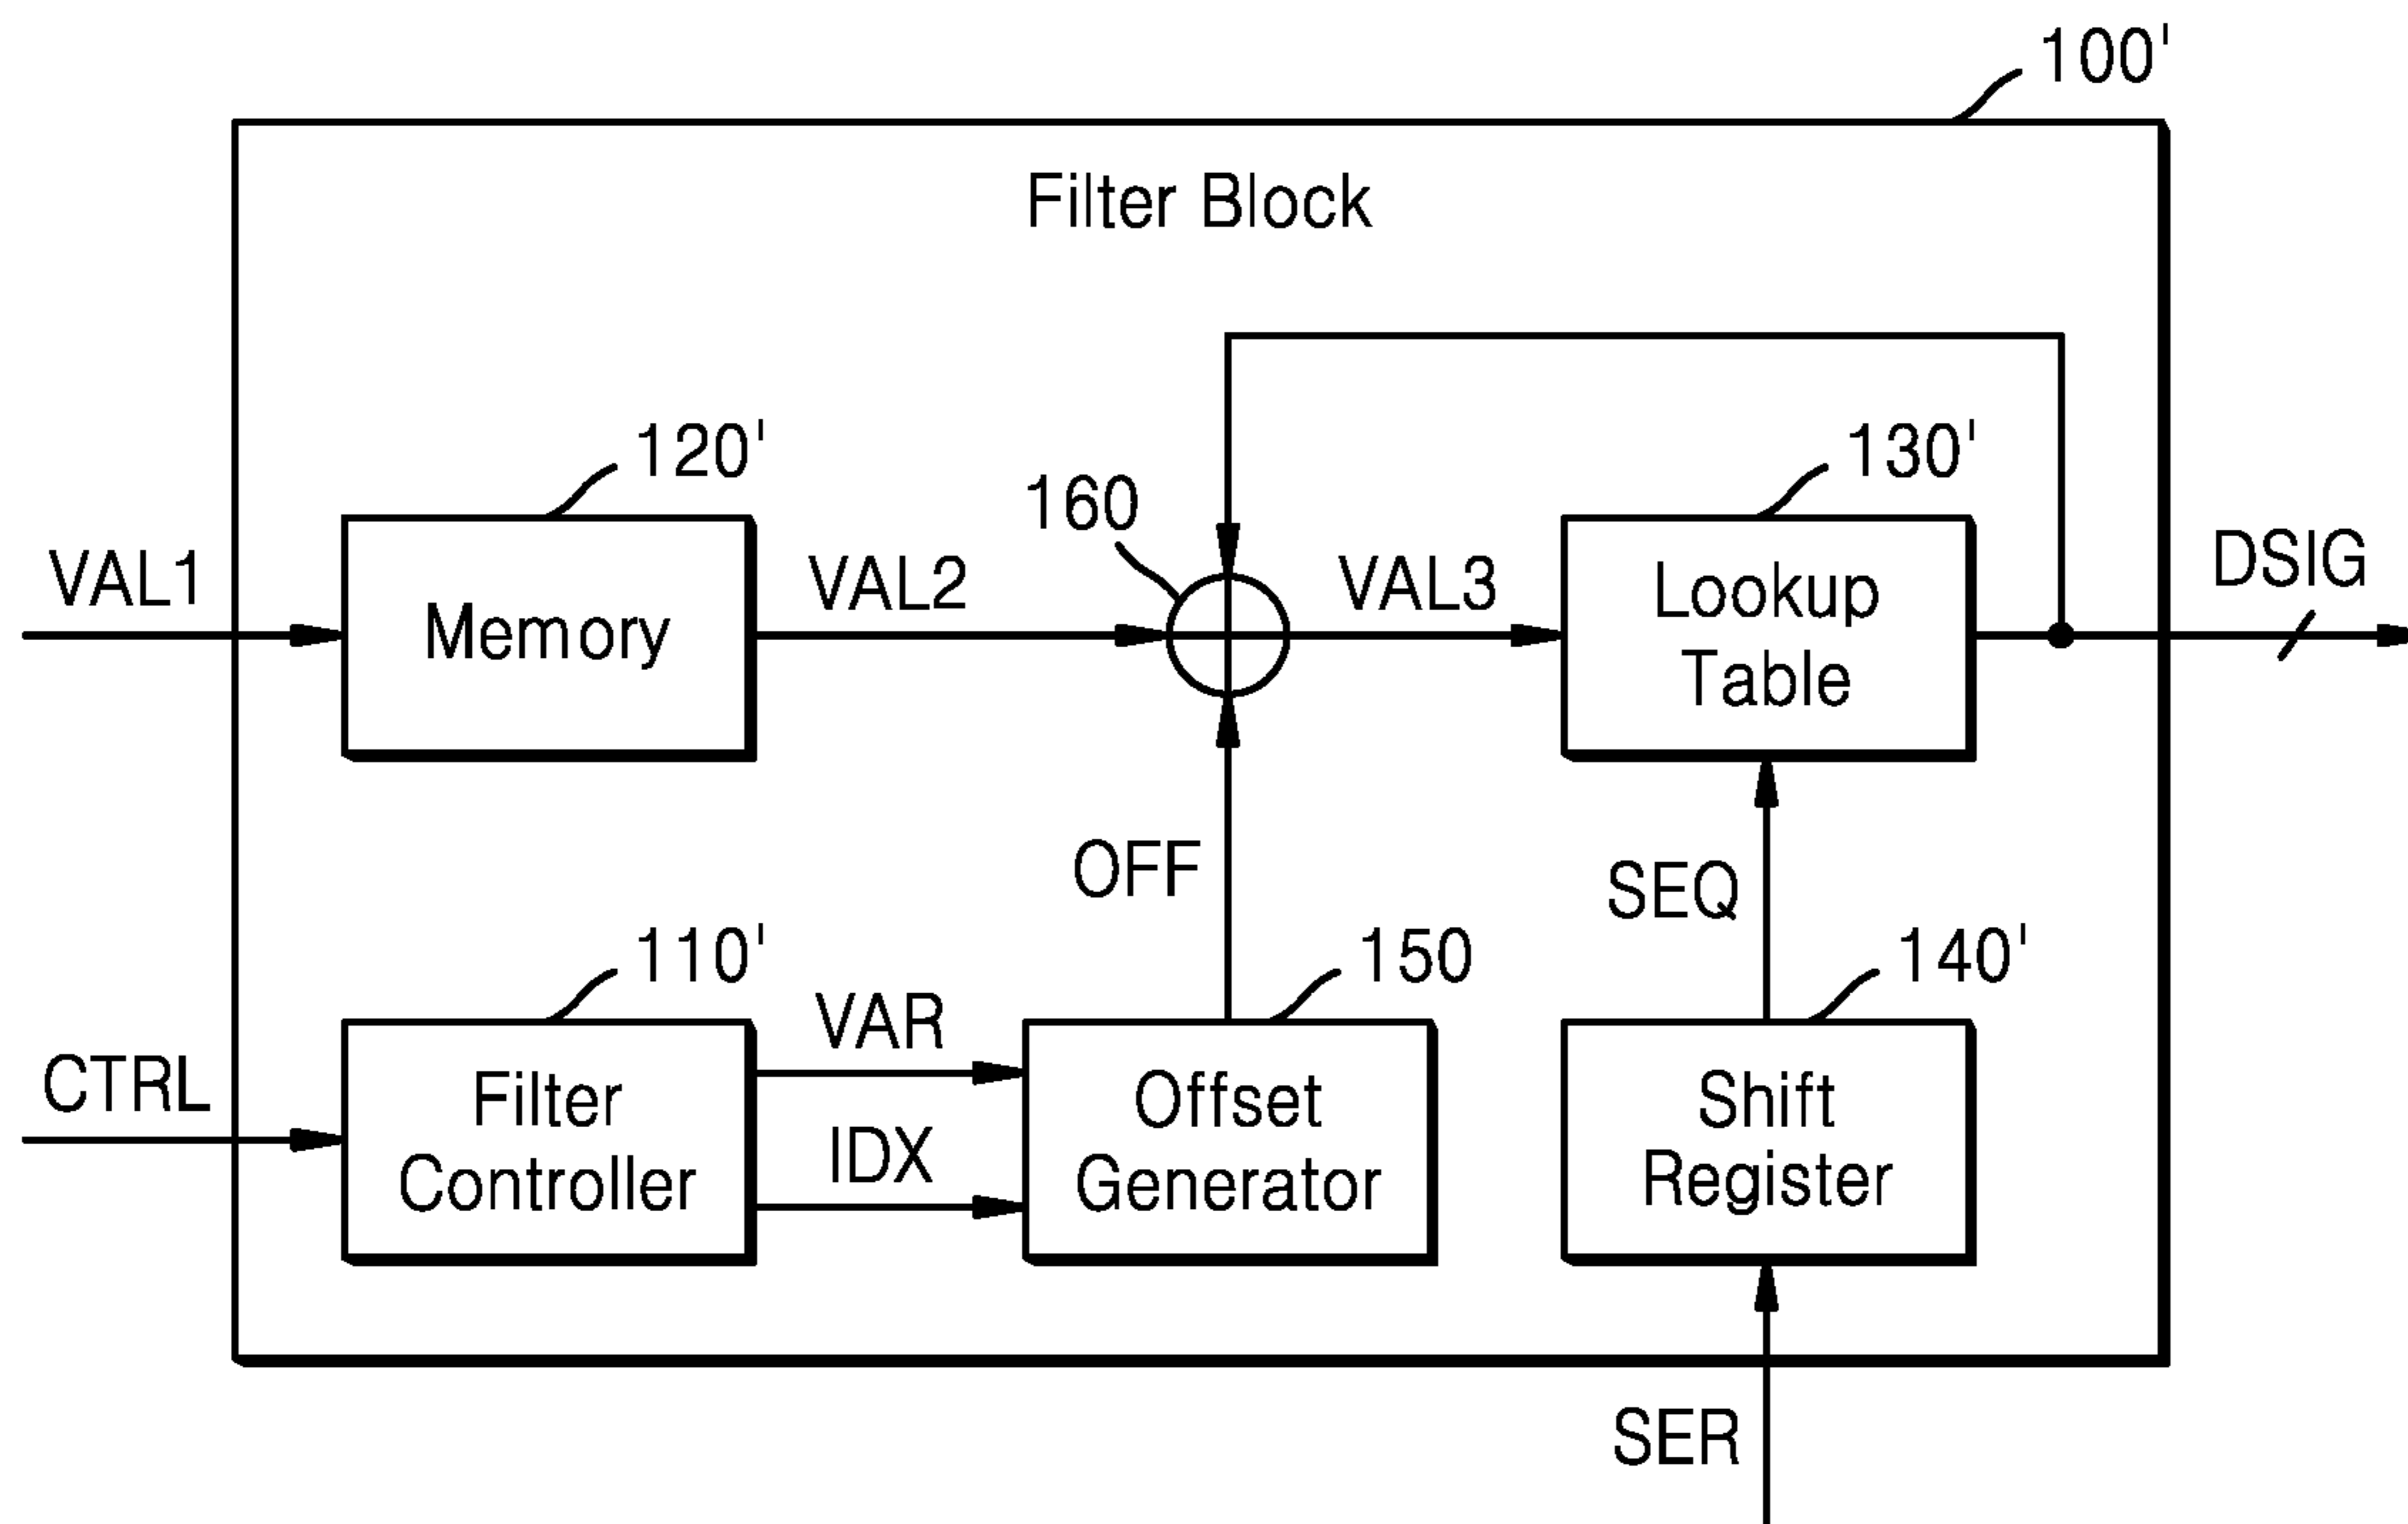 100'
Filter Block
120'
160
130'
VAL1
Memory
VAL2
VAL3
Lookup
Table
DSIG
OFF
SEQ
110'
VAR
150
140'
CTRL
Filter
Controller
IDX
Offset
Generator
Shift
Register
SER